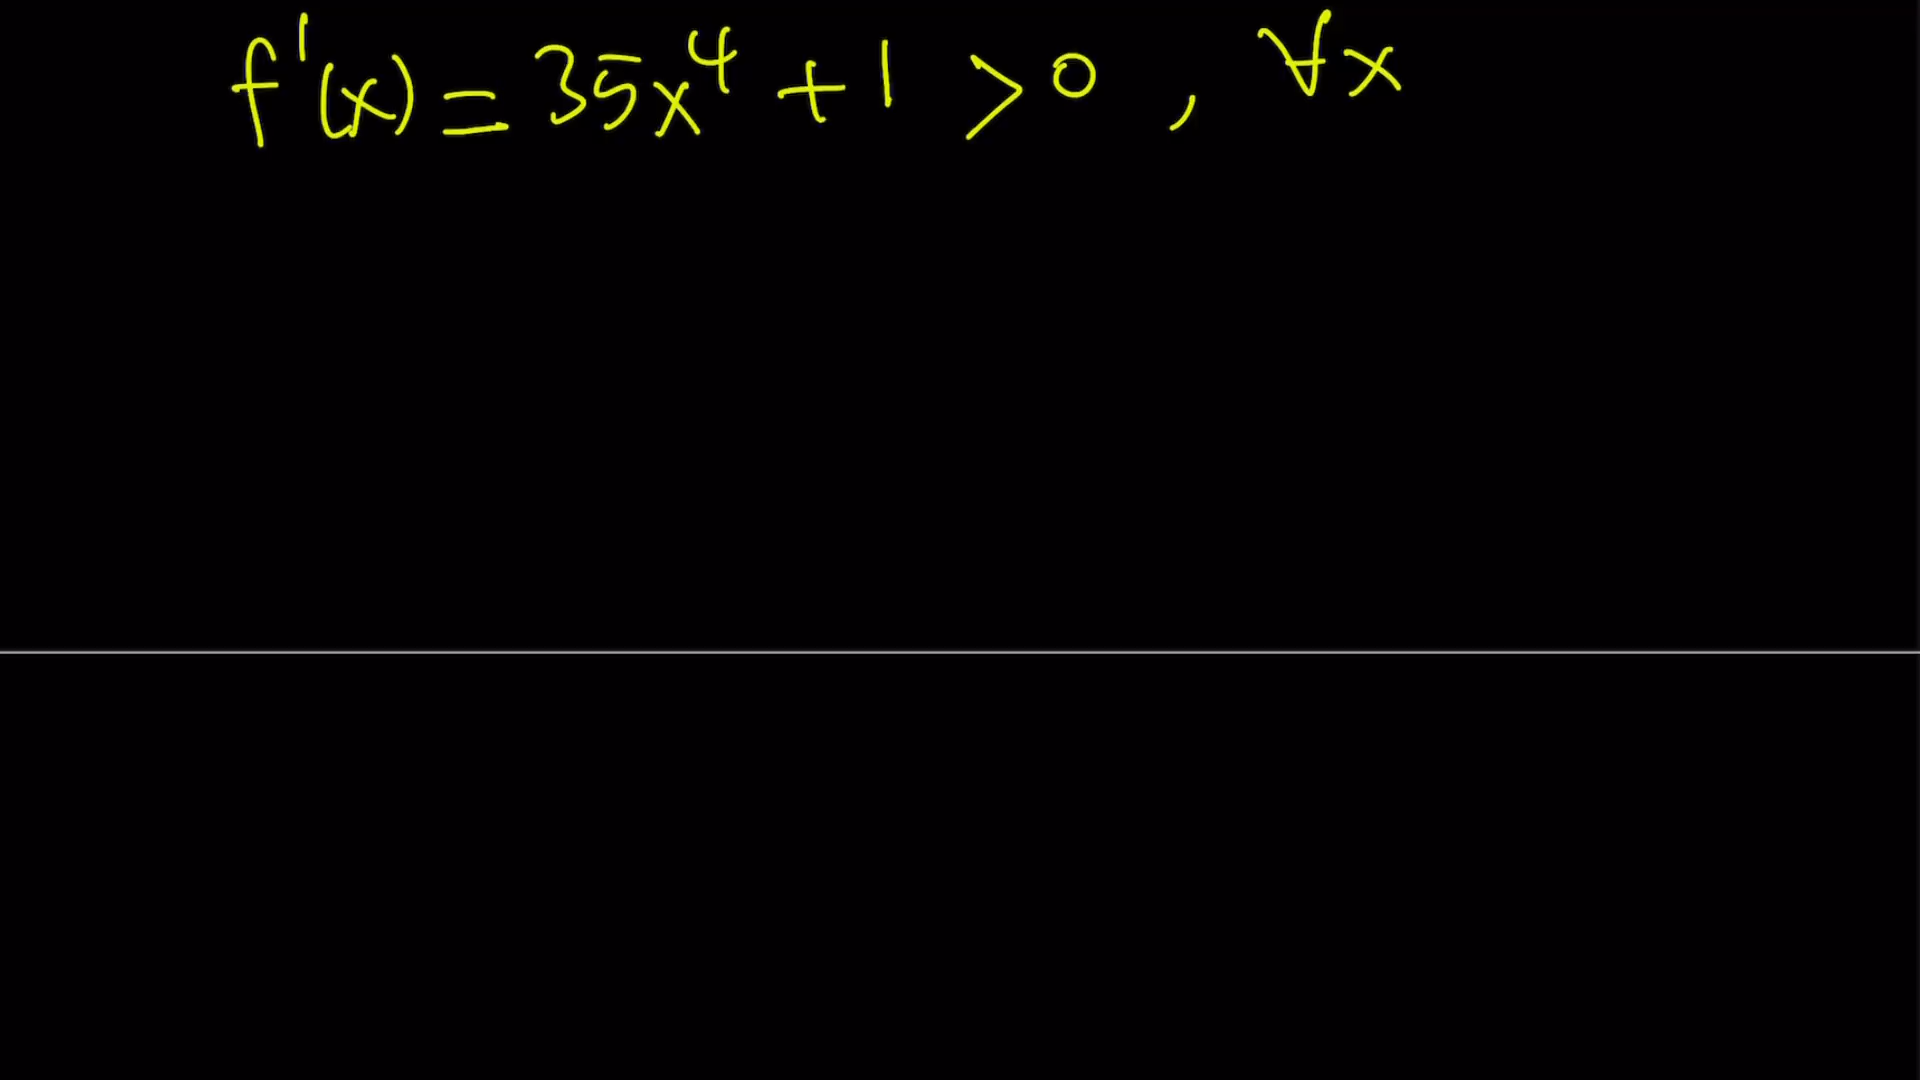 f'(x) = 35x⁴ + 1 > 0 , ∀x